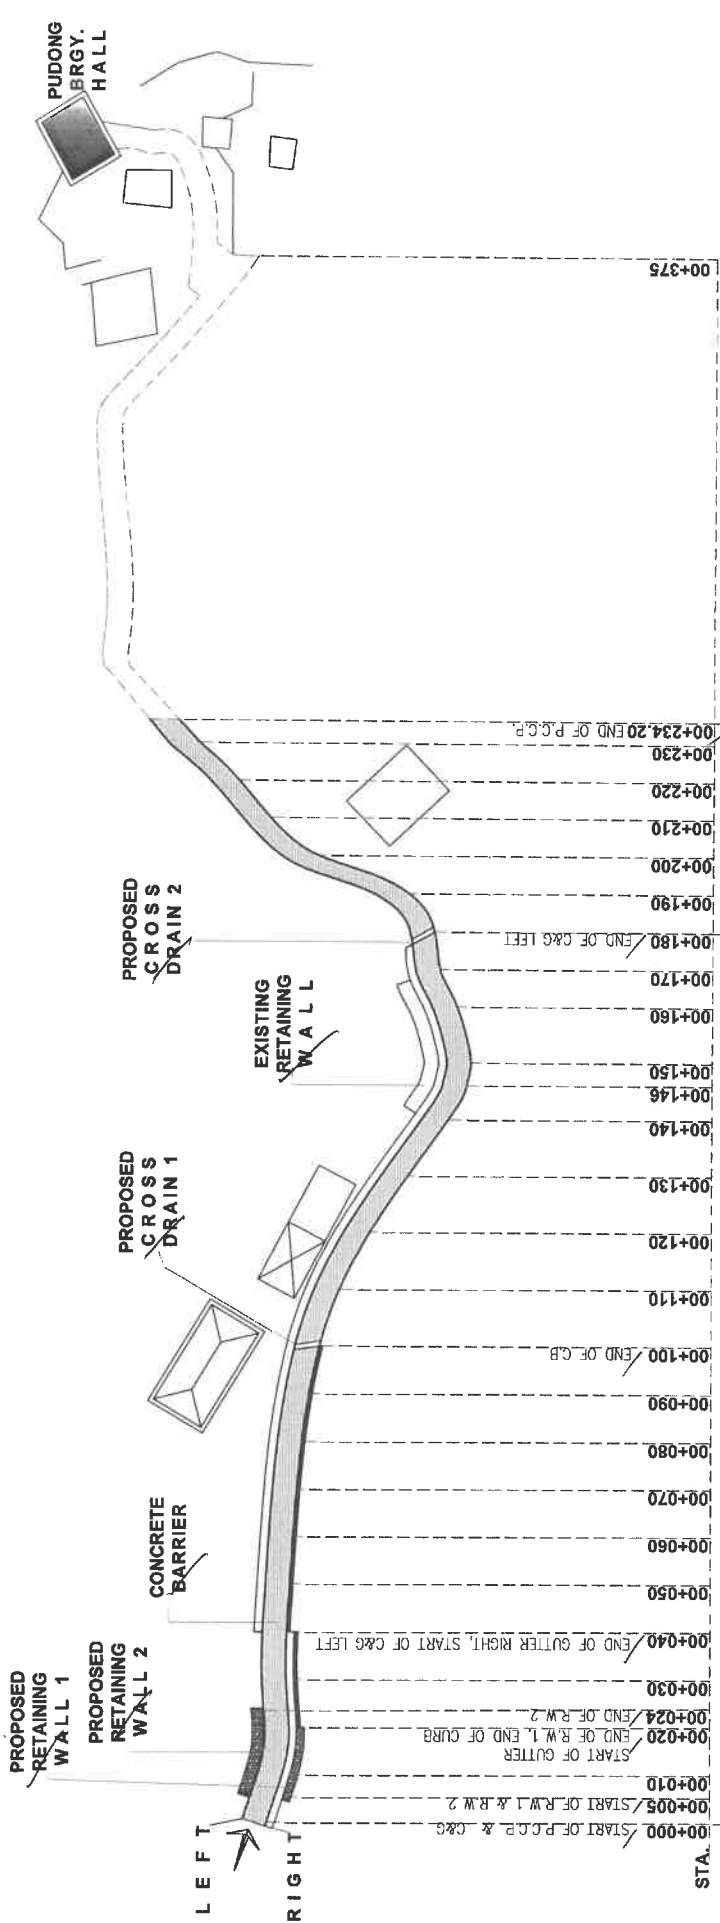 PUDONG
BRGY.
HALL
PROPOSED
CROSS
DRAIN 2
EXISTING
RETAINING
WALL
PROPOSED
CROSS
DRAIN 1
CONCRETE
BARRIER
PROPOSED
RETAINING
WALL 2
PROPOSED
RETAINING
WALL 1
LEFT
RIGHT
STA.
00+000 START OF P.C.C.P. & C&G
00+005 START OF R.W.1 & R.W.2
00+010
START OF GUTTER
00+020 END OF R.W.1, END OF CURB
00+024 END OF R.W.2
00+030
00+040 END OF GUTTER RIGHT, START OF C&G LEFT
00+050
00+060
00+070
00+080
00+090
00+100 END OF C.B
00+110
00+120
00+130
00+140
00+146
00+150
00+160
00+170
00+180 END OF C&G LEFT
00+190
00+200
00+210
00+220
00+230
00+234.20 END OF P.C.C.P.
00+375